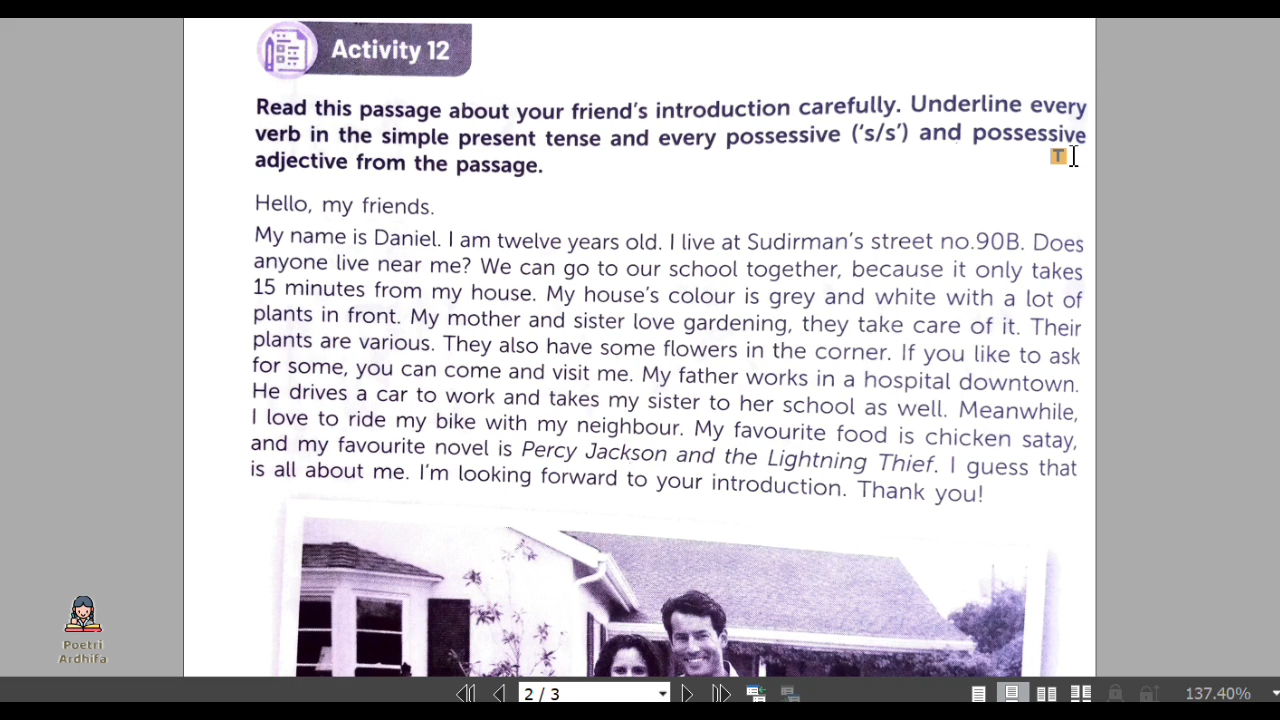 Activity 12
Read this passage about your friend's introduction carefully. Underline every
verb in the simple present tense and every possessive ('s/s') and possessive
adjective from the passage.
T
Hello, my friends.
My name is Daniel. I am twelve years old. I live at Sudirman's street no.90B. Does
anyone live near me? We can go to our school together, because it only takes
15 minutes from my house. My house's colour is grey and white with a lot of
plants in front. My mother and sister love gardening, they take care of it. Their
plants are various. They also have some flowers in the corner. If you like to ask
for some, you can come and visit me. My father works in a hospital downtown.
He drives a car to work and takes my sister to her school as well. Meanwhile,
I love to ride my bike with my neighbour. My favourite food is chicken satay,
and my favourite novel is Percy Jackson and the Lightning Thief. I guess that
is all about me. I'm looking forward to your introduction. Thank you!
Poetri
Ardhifa
2 / 3
137.40%